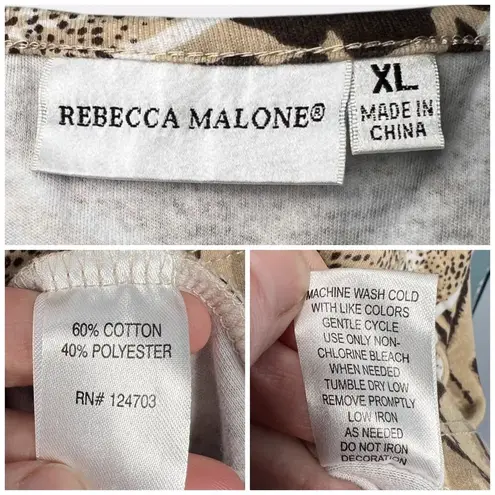 REBECCA MALONE®
XL
MADE IN
CHINA
60% COTTON
40% POLYESTER
RN# 124703
MACHINE WASH COLD
WITH LIKE COLORS
GENTLE CYCLE
USE ONLY NON-
CHLORINE BLEACH
WHEN NEEDED
TUMBLE DRY LOW
REMOVE PROMPTLY
LOW IRON
AS NEEDED
DO NOT IRON
DECORATION